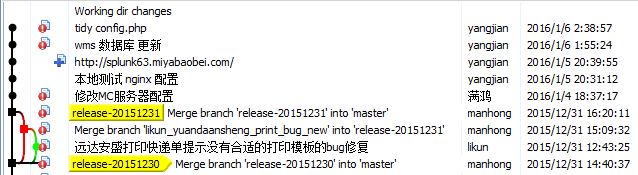 Working dir changes
tidy config.php yangjian 2016/1/6 2:38:57
wms 数据库 更新 yangjian 2016/1/6 1:55:24
http://splunk63.miyabaobei.com/ yangjian 2016/1/5 20:39:55
本地测试 nginx 配置 yangjian 2016/1/5 20:31:12
修改MC服务器配置 满鸿 2016/1/4 18:37:17
release-20151231 Merge branch 'release-20151231' into 'master' manhong 2015/12/31 16:20:11
Merge branch 'likun_yuandaansheng_print_bug_new' into 'release-20151231' manhong 2015/12/31 15:09:32
远达安盛打印快递单提示没有合适的打印模板的bug修复 likun 2015/12/31 12:43:25
release-20151230 Merge branch 'release-20151230' into 'master' manhong 2015/12/31 14:40:37